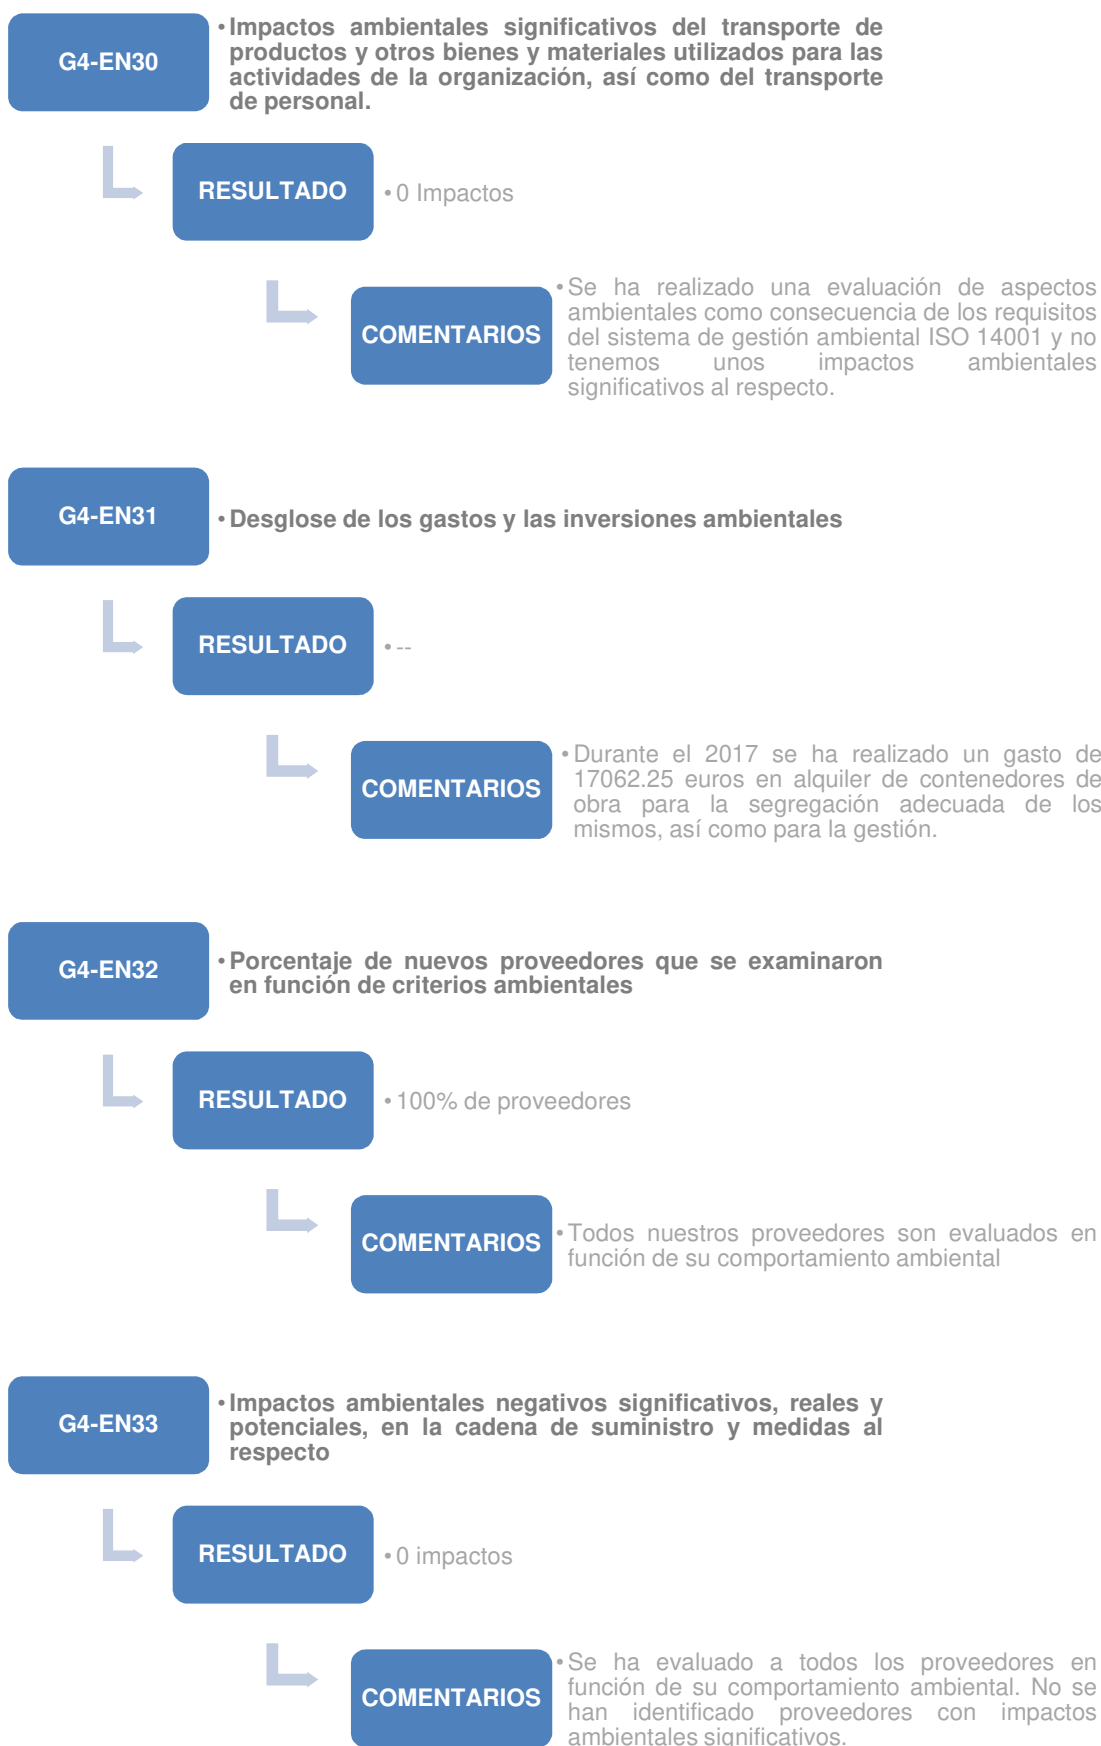 G4-EN30
• Impactos ambientales significativos del transporte de
productos y otros bienes y materiales utilizados para las
actividades de la organización, así como del transporte
de personal.
RESULTADO
• 0 Impactos
COMENTARIOS
• Se ha realizado una evaluación de aspectos
ambientales como consecuencia de los requisitos
del sistema de gestión ambiental ISO 14001 y no
tenemos unos impactos ambientales
significativos al respecto.
G4-EN31
• Desglose de los gastos y las inversiones ambientales
RESULTADO
• --
COMENTARIOS
• Durante el 2017 se ha realizado un gasto de
17062.25 euros en alquiler de contenedores de
obra para la segregación adecuada de los
mismos, así como para la gestión.
G4-EN32
• Porcentaje de nuevos proveedores que se examinaron
en función de criterios ambientales
RESULTADO
• 100% de proveedores
COMENTARIOS
• Todos nuestros proveedores son evaluados en
función de su comportamiento ambiental
G4-EN33
• Impactos ambientales negativos significativos, reales y
potenciales, en la cadena de suministro y medidas al
respecto
RESULTADO
• 0 impactos
COMENTARIOS
• Se ha evaluado a todos los proveedores en
función de su comportamiento ambiental. No se
han identificado proveedores con impactos
ambientales significativos.